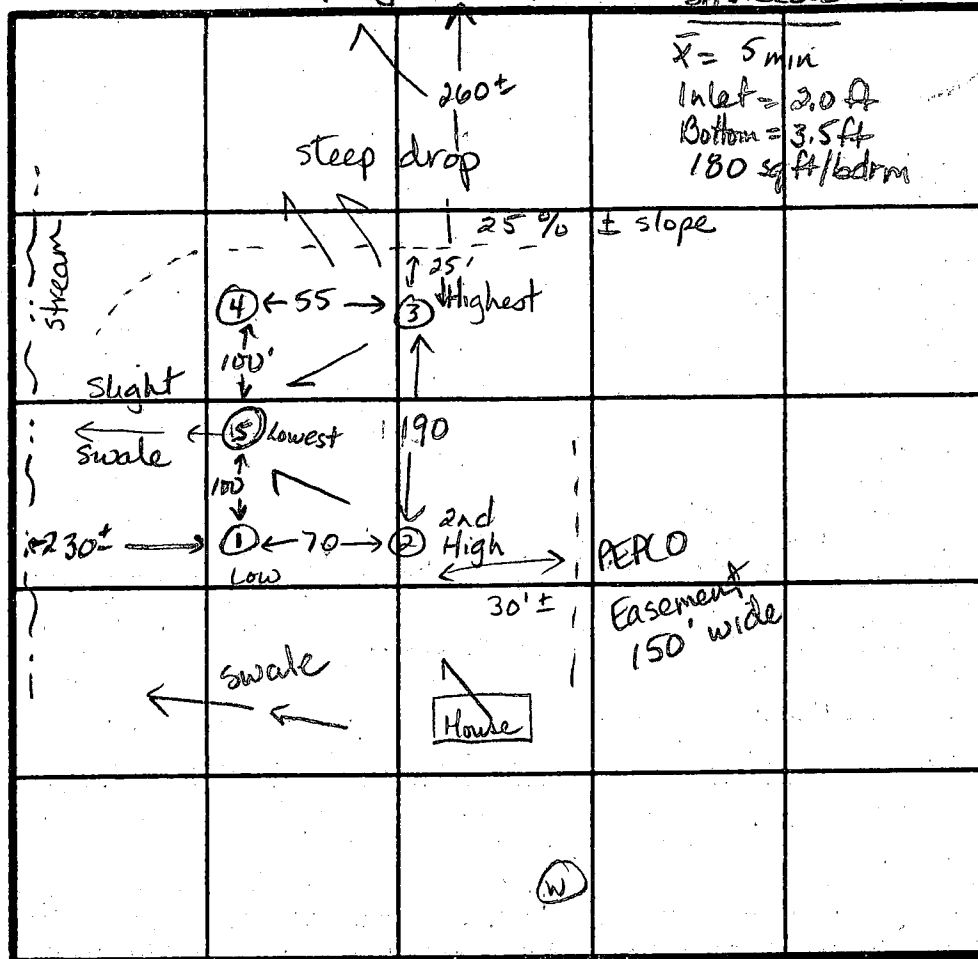 x̄ = 5 min
Inlet = 2.0 ft
Bottom = 3.5 ft
180 sq ft/bdrm
260±
steep drop
25 % ± slope
stream
25'
Highest
4 ←55→ 3
100'
Slight
swale
5 Lowest
190
100
230± → 1 ←70→ 2
Low
2nd
High
30' ±
PEPCO
Easement
150' wide
swale
House
W